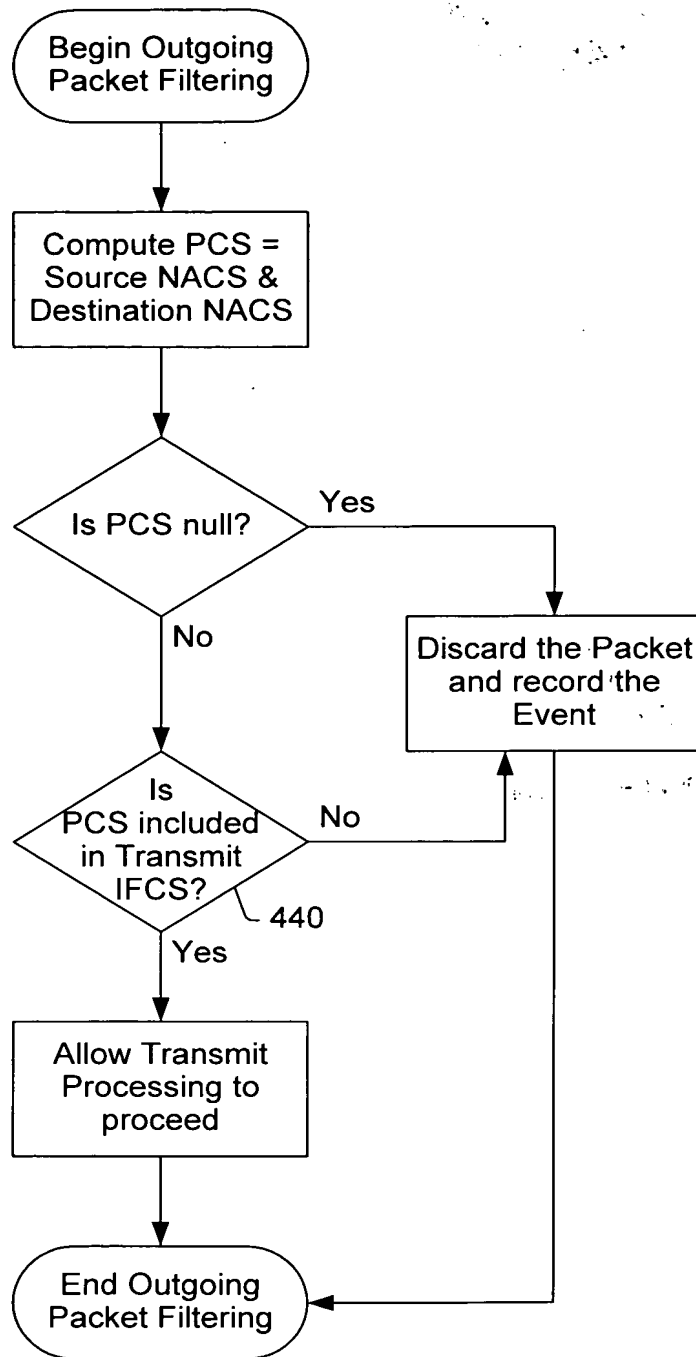 Begin Outgoing
Packet Filtering
Compute PCS =
Source NACS &
Destination NACS
Is PCS null?
Yes
No
Discard the Packet
and record the
Event
Is
PCS included
in Transmit
IFCS?
No
440
Yes
Allow Transmit
Processing to
proceed
End Outgoing
Packet Filtering